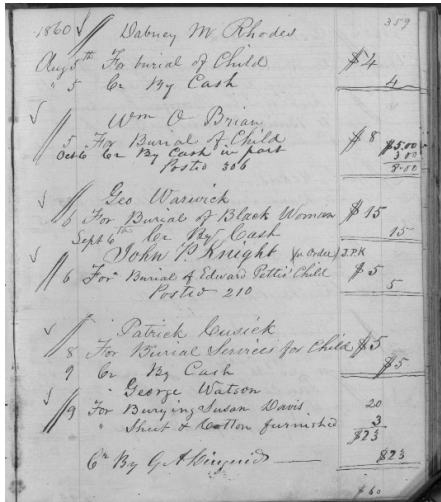 359
1860 Dabney M Rhodes
Augt 5th For burial of Child $4
" 5 Cr By Cash 4
Wm O Brian
5 For Burial of Child $8 $5.00
Oct 6 Cr By Cash in part 3 00
Posted 306 8.00
Geo Warwick
6 For Burial of Black Woman $15
Sept 6th Cr By Cash 15
John P. Knight (pr Order) J.P.K
6 For Burial of Edward Pettis' Child $5
Posted 210 5
Patrick Cusick
8 For Burial Services for Child $5
9 Cr By Cash $5
George Watson
9 For Burying Susan Davis 20
" Sheet & Cotton furnished 3
$23
Cr By G A Diuguid $23
$60